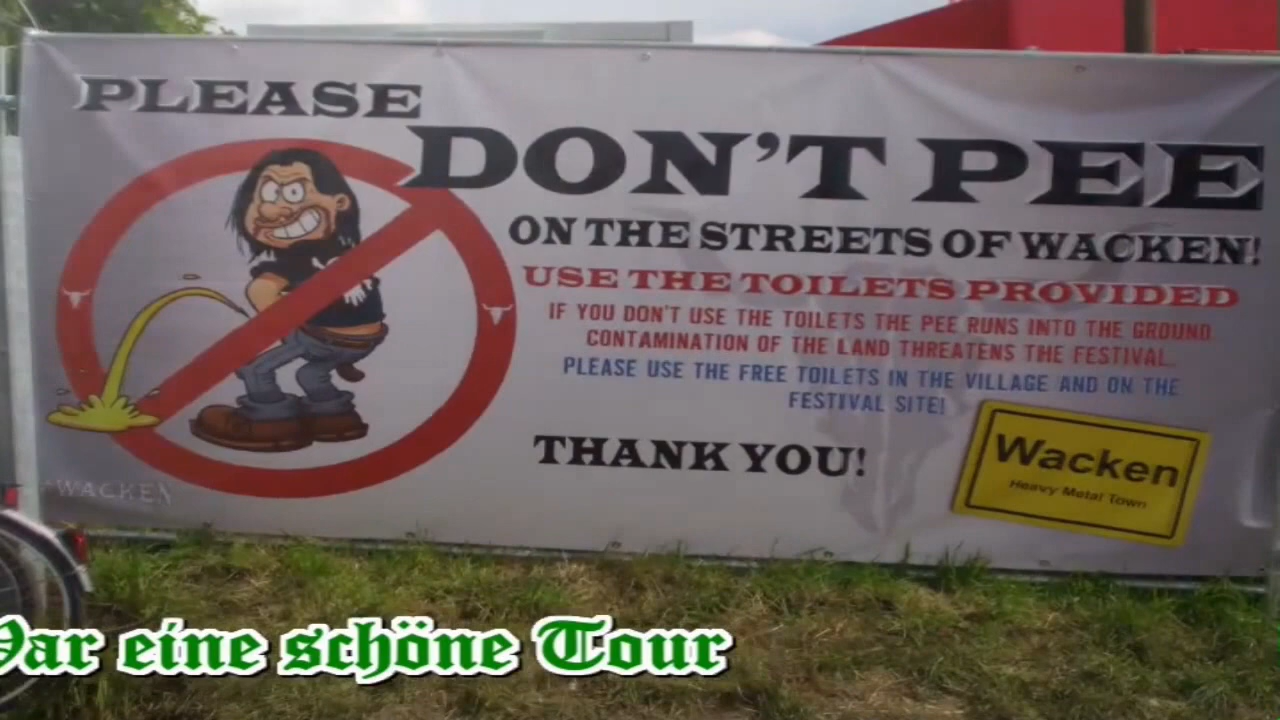 PLEASE
DON'T PEE
ON THE STREETS OF WACKEN!
USE THE TOILETS PROVIDED
IF YOU DON'T USE THE TOILETS THE PEE RUNS INTO THE GROUND
CONTAMINATION OF THE LAND THREATENS THE FESTIVAL.
PLEASE USE THE FREE TOILETS IN THE VILLAGE AND ON THE
FESTIVAL SITE!
THANK YOU!
Wacken
Heavy Metal Town
WACKEN
War eine schöne Tour